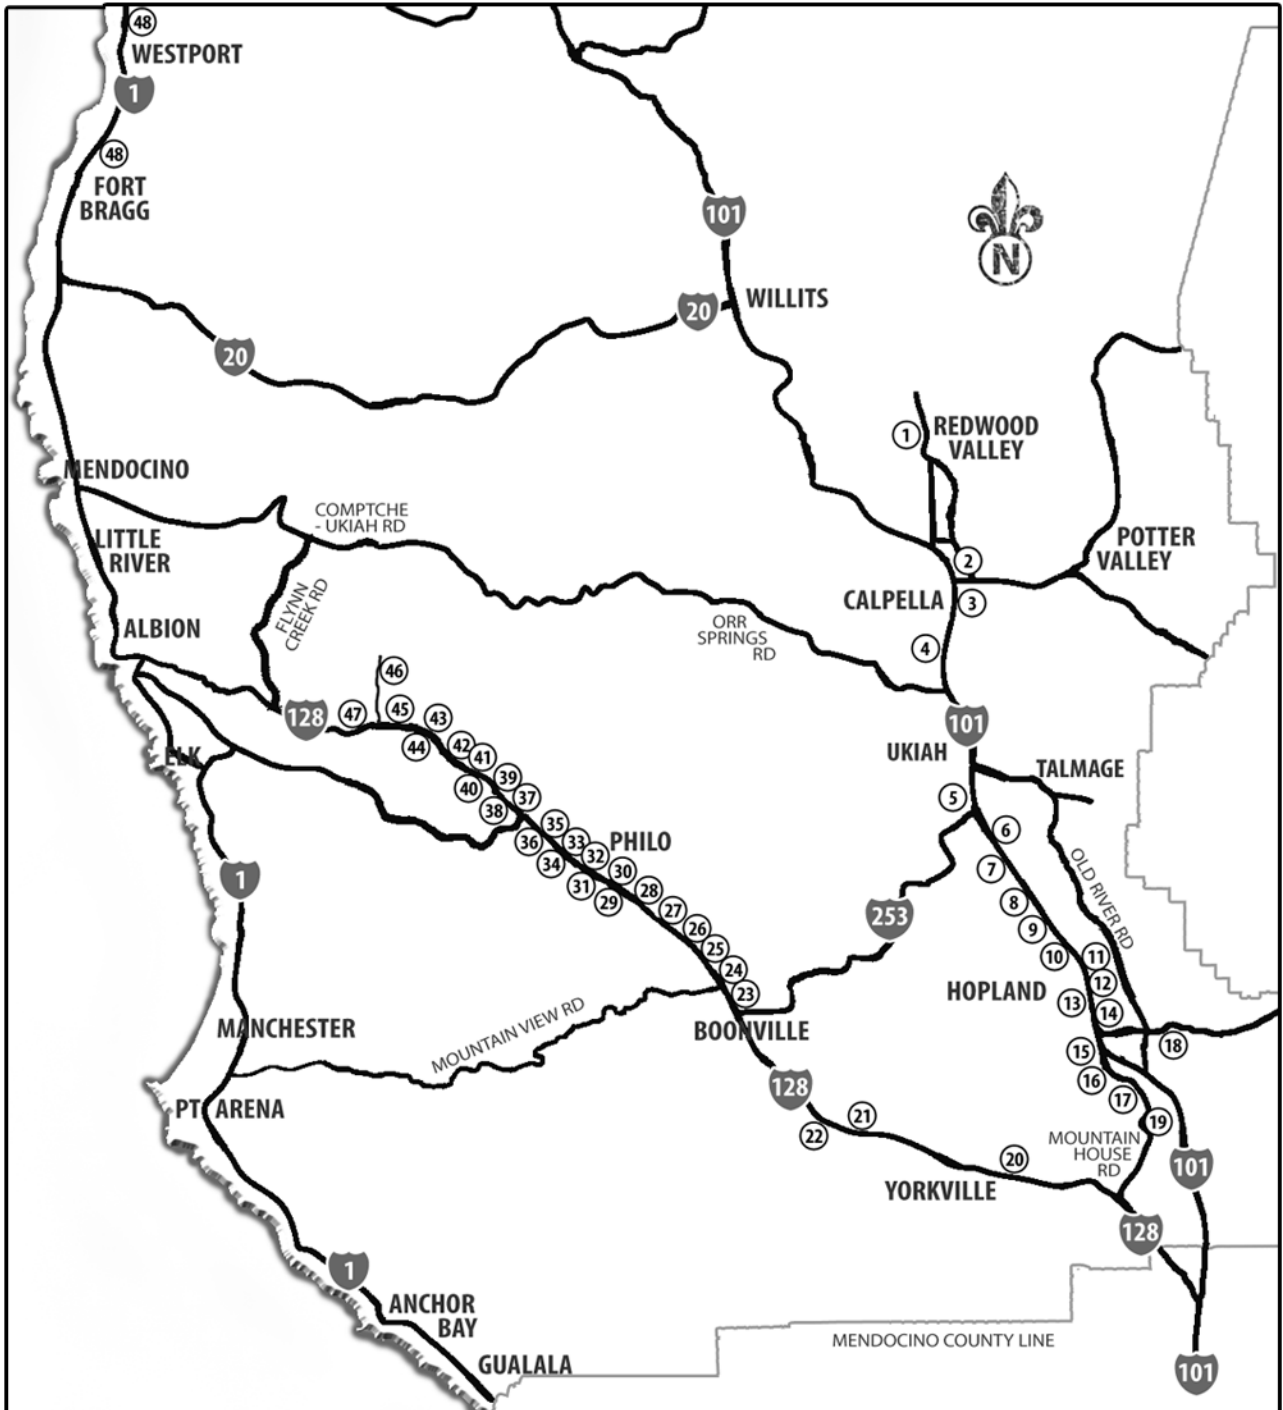 48
WESTPORT
1
48
FORT
BRAGG
101
N
20
WILLITS
20
1
REDWOOD
VALLEY
MENDOCINO
COMPTCHE
- UKIAH RD
LITTLE
RIVER
POTTER
VALLEY
2
FLYNN
CREEK RD
CALPELLA
3
ALBION
ORR
SPRINGS
RD
4
46
128
47
45
43
44
42
41
40
39
38
37
101
UKIAH
ELK
TALMAGE
5
6
36
35
34
33
32
PHILO
31
30
29
28
27
26
25
24
23
7
8
9
10
OLD RIVER RD
1
253
11
12
HOPLAND
13
14
MANCHESTER
MOUNTAIN VIEW RD
BOONVILLE
15
18
16
17
19
128
PT ARENA
21
22
MOUNTAIN
HOUSE
RD
20
101
YORKVILLE
128
1
ANCHOR
BAY
MENDOCINO COUNTY LINE
GUALALA
101